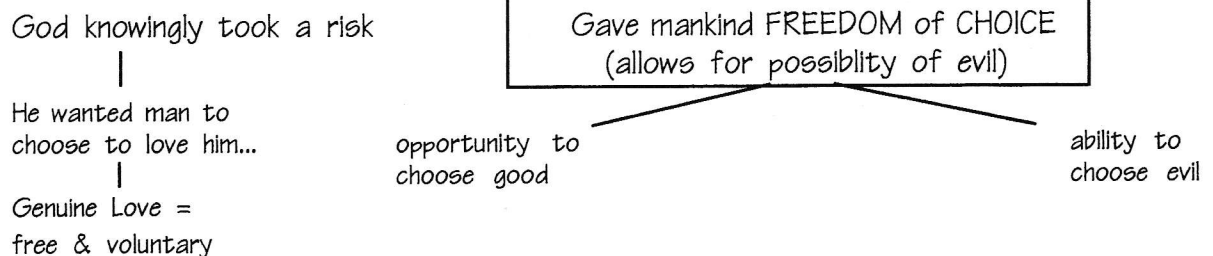 God knowingly took a risk
He wanted man to
choose to love him...
Genuine Love =
free & voluntary
Gave mankind FREEDOM of CHOICE
(allows for possiblity of evil)
opportunity to
choose good
ability to
choose evil